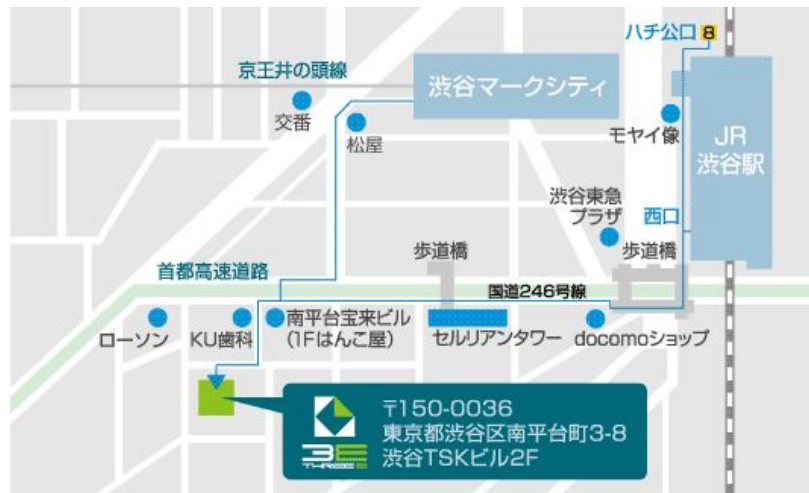 ハチ公口 8
京王井の頭線
渋谷マークシティ
交番
松屋
モヤイ像
JR
渋谷駅
渋谷東急
プラザ
西口
歩道橋
歩道橋
首都高速道路
国道246号線
ローソン
KU歯科
南平台宝来ビル
(1Fはんこ屋)
セルリアンタワー
docomoショップ
〒150-0036
東京都渋谷区南平台町3-8
渋谷TSKビル2F
3E
THREE